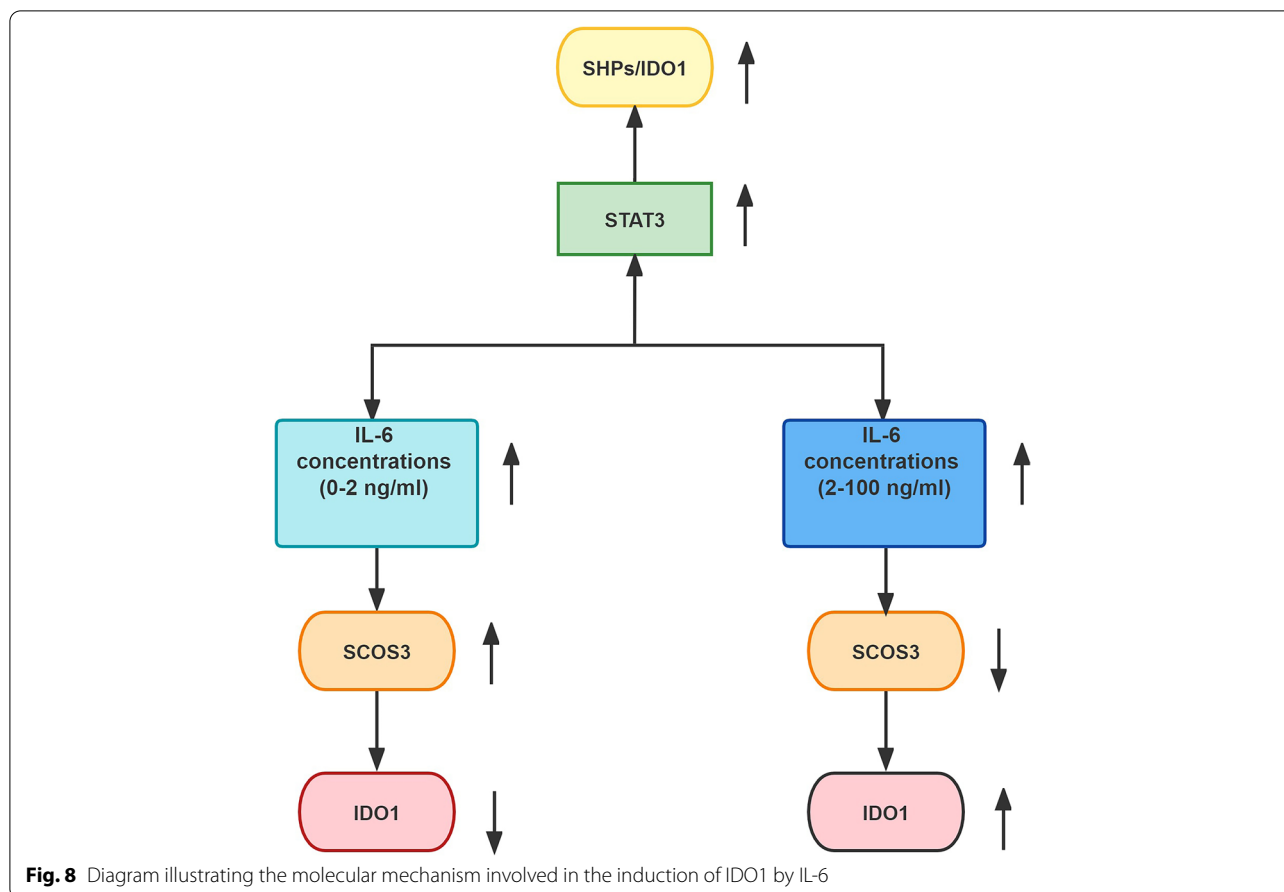 SHPs/IDO1
STAT3
IL-6
concentrations
(0-2 ng/ml)
IL-6
concentrations
(2-100 ng/ml)
SCOS3
SCOS3
IDO1
IDO1
Fig. 8 Diagram illustrating the molecular mechanism involved in the induction of IDO1 by IL-6